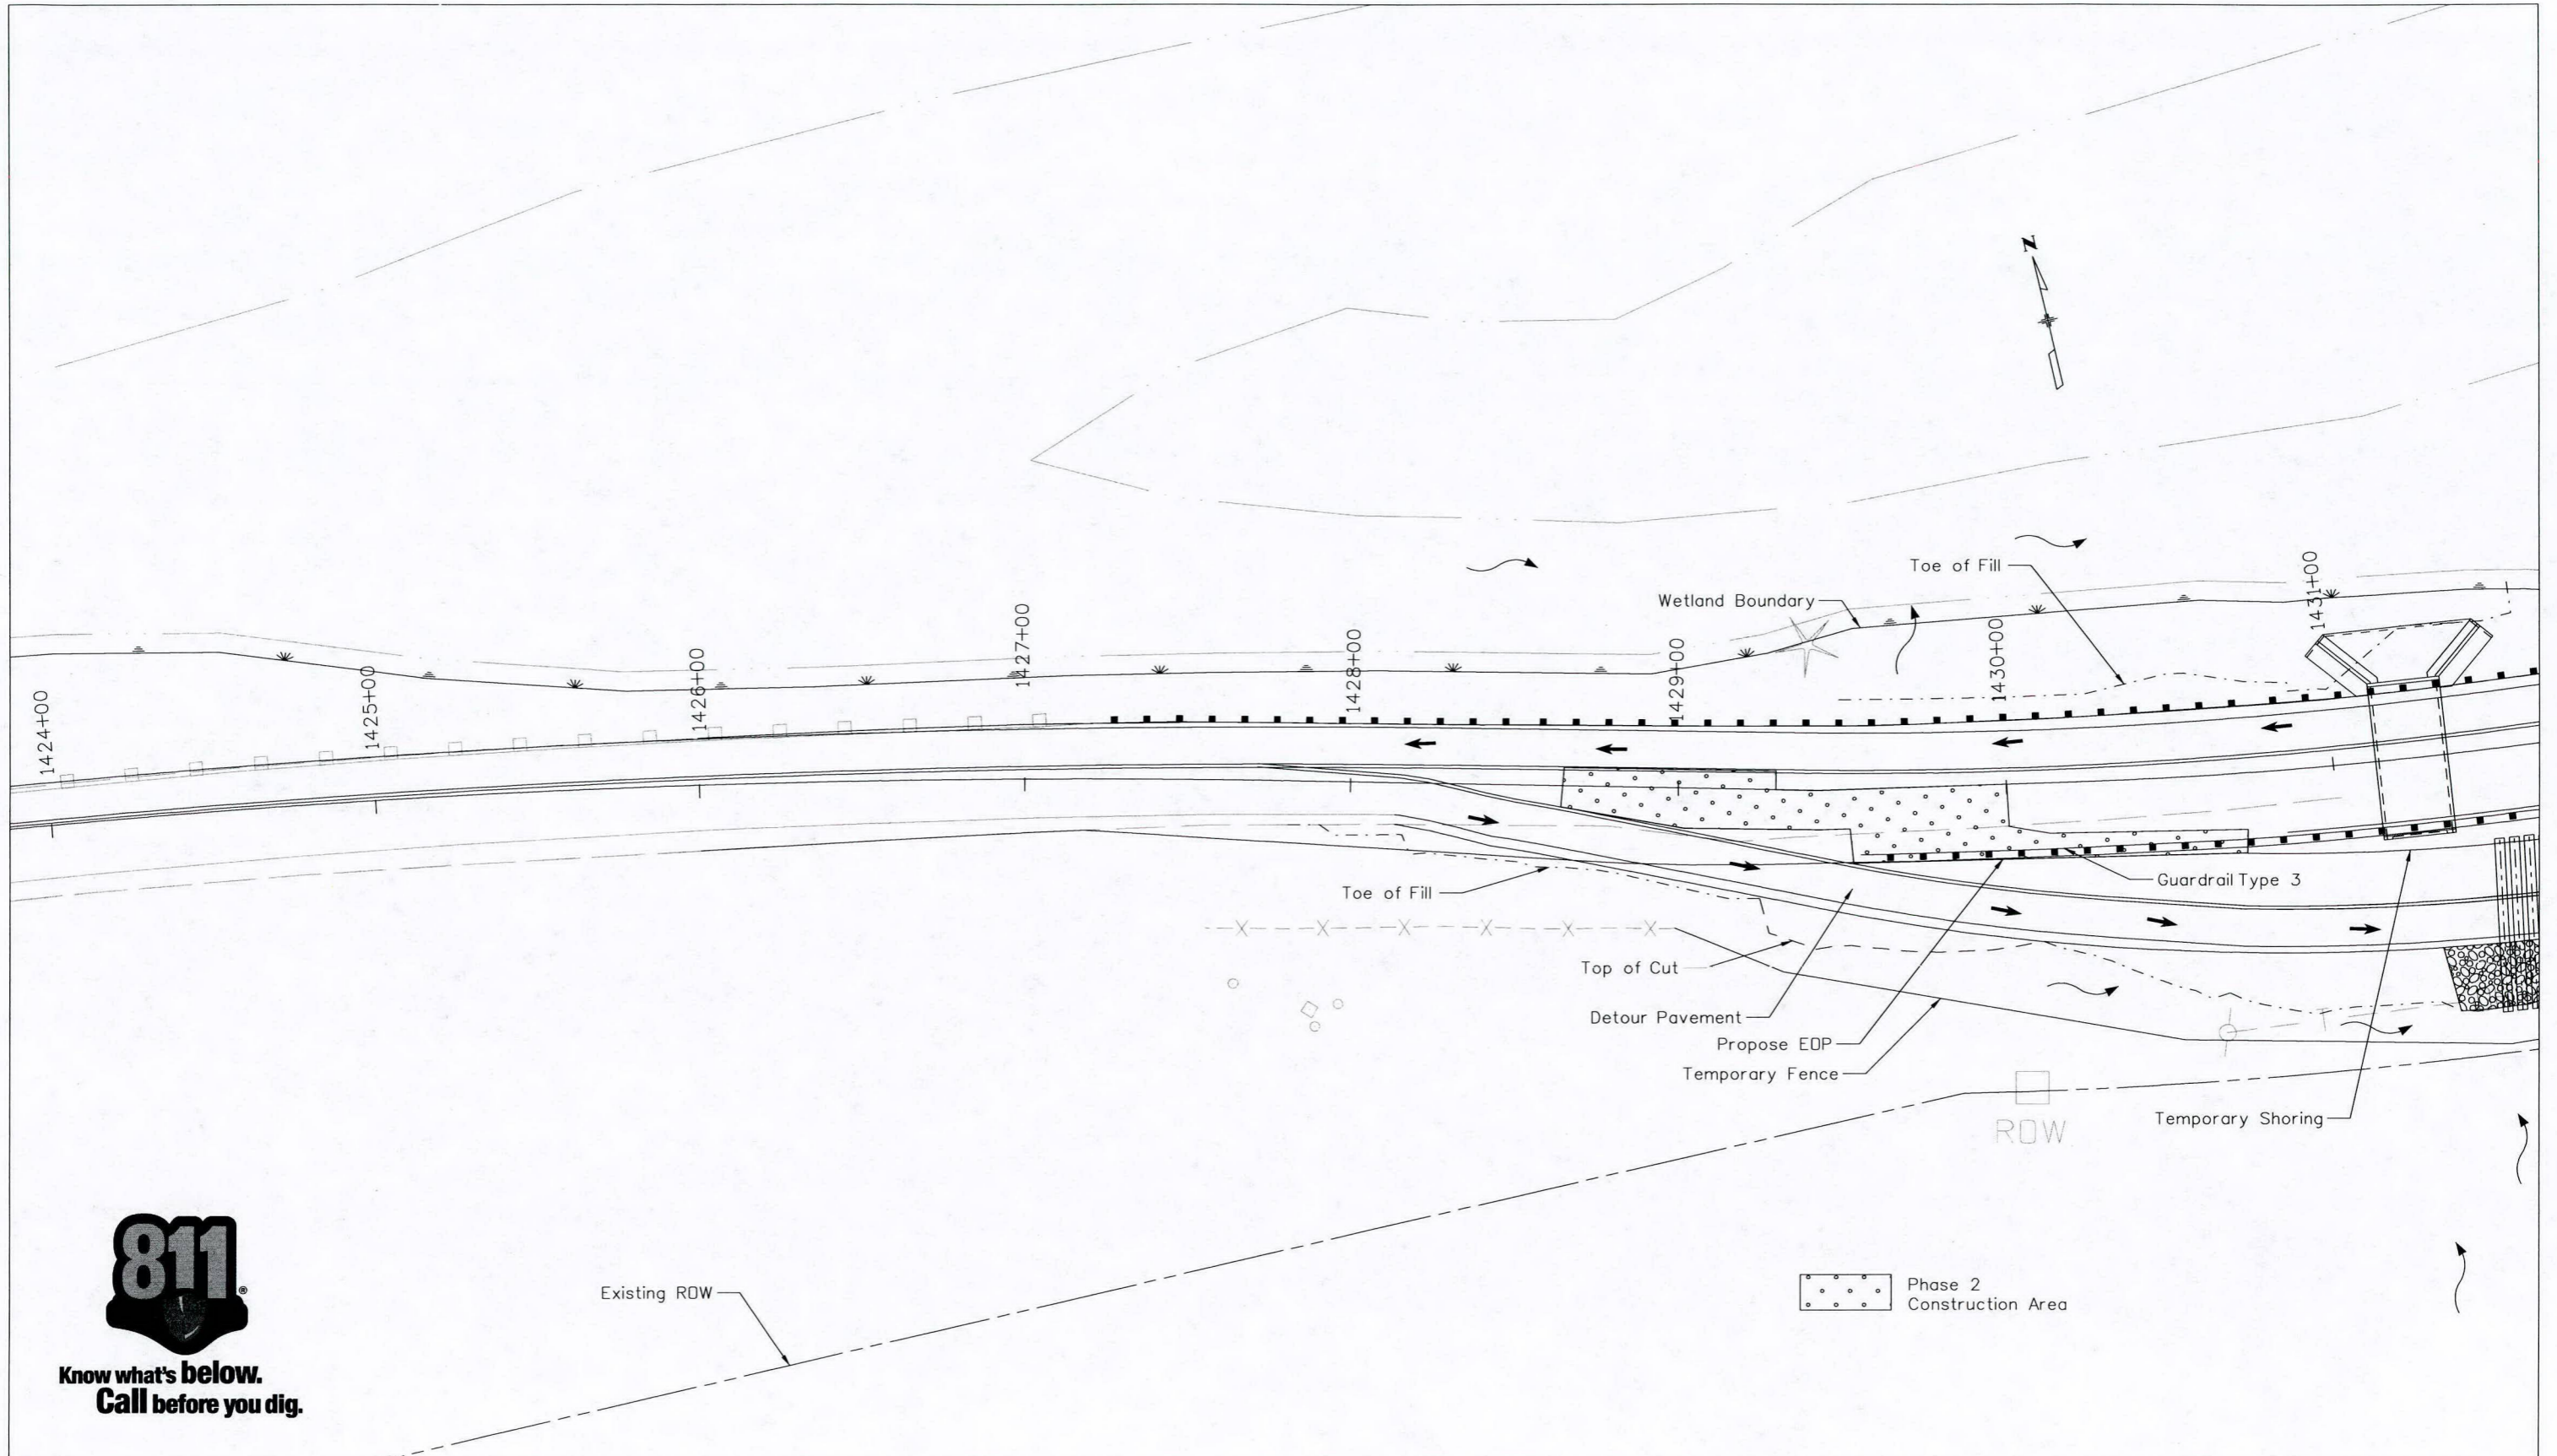 N
Toe of Fill
Wetland Boundary
1424+00
1425+00
1426+00
1427+00
1428+00
1429+00
1430+00
1431+00
Toe of Fill
Guardrail Type 3
Top of Cut
Detour Pavement
Propose EOP
Temporary Fence
Temporary Shoring
ROW
Existing ROW
Phase 2
Construction Area
811®
Know what's below.
Call before you dig.